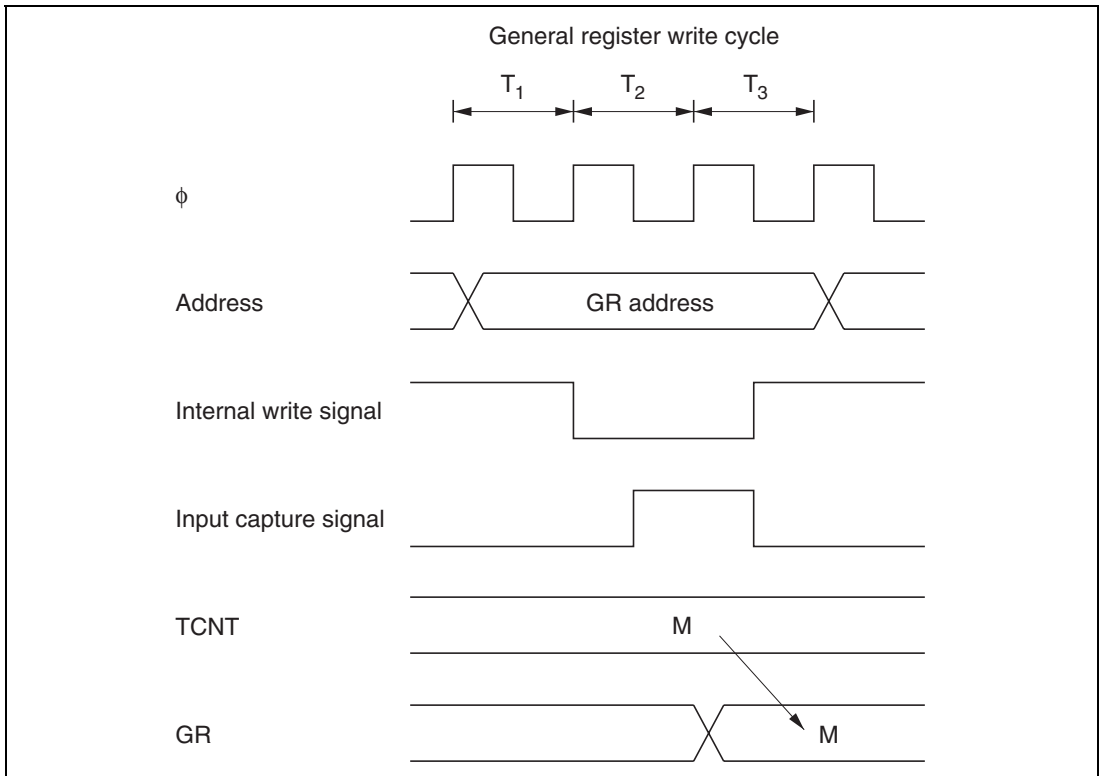 General register write cycle
T1 T2 T3
φ
Address GR address
Internal write signal
Input capture signal
TCNT M
GR M